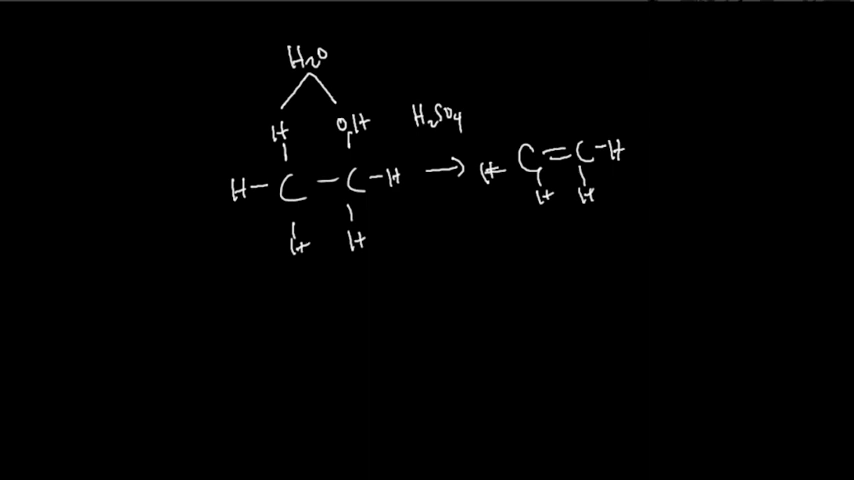 H₂O
H OH H₂SO₄
H-C-C-H → H-C=C-H
H H
H H